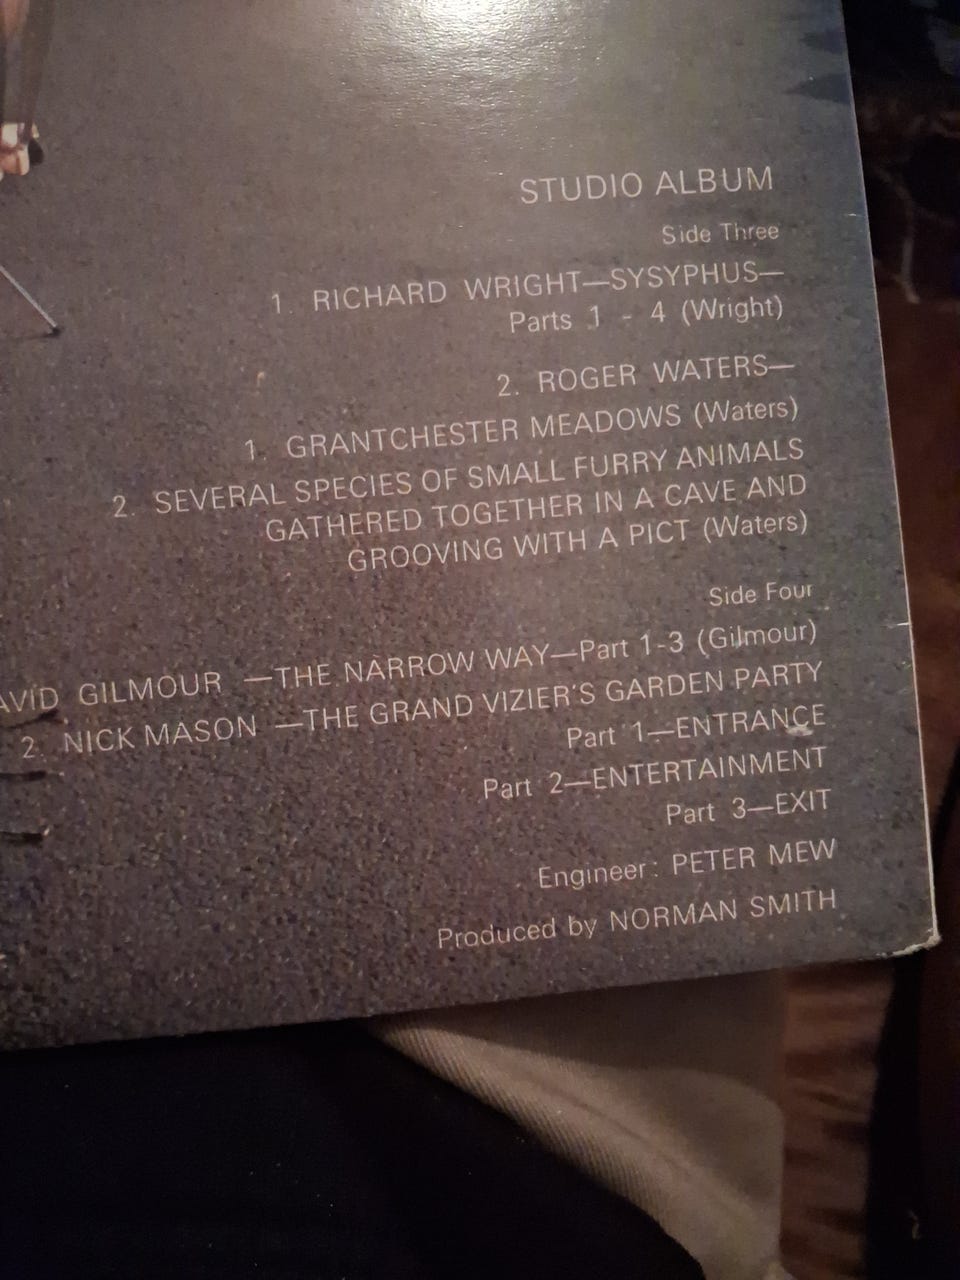 STUDIO ALBUM
Side Three
1. RICHARD WRIGHT—SYSYPHUS—
Parts 1 - 4 (Wright)
2. ROGER WATERS—
1. GRANTCHESTER MEADOWS (Waters)
2. SEVERAL SPECIES OF SMALL FURRY ANIMALS
GATHERED TOGETHER IN A CAVE AND
GROOVING WITH A PICT (Waters)
Side Four
AVID GILMOUR —THE NARROW WAY—Part 1-3 (Gilmour)
2. NICK MASON —THE GRAND VIZIER'S GARDEN PARTY
Part 1—ENTRANCE
Part 2—ENTERTAINMENT
Part 3—EXIT
Engineer: PETER MEW
Produced by NORMAN SMITH